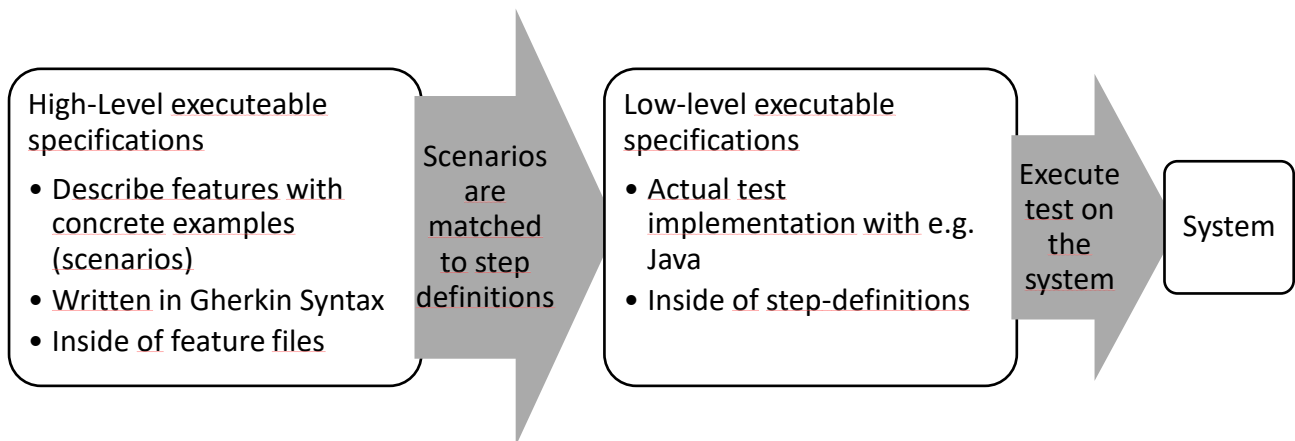 High-Level executeable
specifications
• Describe features with
concrete examples
(scenarios)
• Written in Gherkin Syntax
• Inside of feature files
Scenarios
are
matched
to step
definitions
Low-level executable
specifications
• Actual test
implementation with e.g.
Java
• Inside of step-definitions
Execute
test on
the
system
System